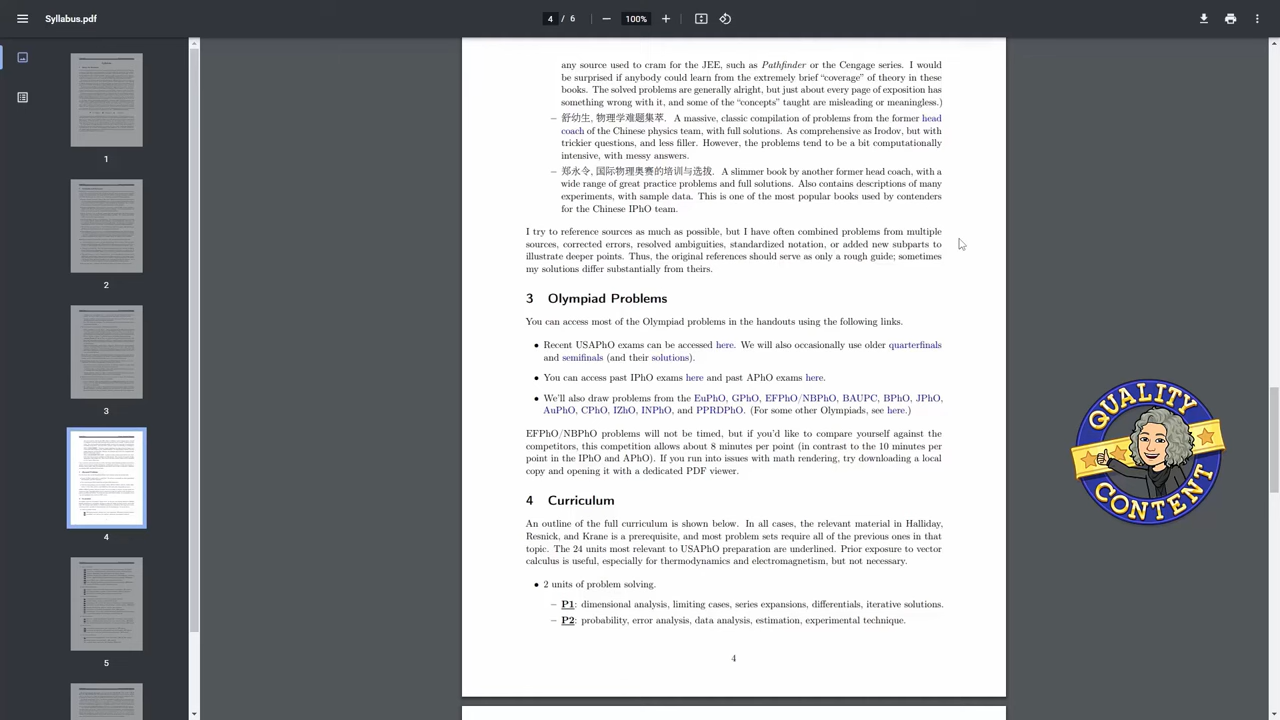 Syllabus.pdf
4 / 6
100%
1
2
3
4
5
any source used to cram for the JEE, such as Pathfinder or the Cengage series. I would
be surprised if anybody could learn from the extremely brief “coverage” of theory in these
books. The solved problems are generally alright, but just about every page of exposition has
something wrong with it, and some of the “concepts” taught are misleading or meaningless.)
– 舒幼生, 物理学难题集萃. A massive, classic compilation of problems from the former head
coach of the Chinese physics team, with full solutions. As comprehensive as Irodov, but with
trickier questions, and less filler. However, the problems tend to be a bit computationally
intensive, with messy answers.
– 郑永令, 国际物理奥赛的培训与选拔. A slimmer book by another former head coach, with a
wide range of great practice problems and full solutions. Also contains descriptions of many
experiments, with sample data. This is one of the most popular books used by contenders
for the Chinese IPhO team.
I try to reference sources as much as possible, but I have often combined problems from multiple
sources, corrected errors, resolved ambiguities, standardized notation, or added new subparts to
illustrate deeper points. Thus, the original references should serve as only a rough guide; sometimes
my solutions differ substantially from theirs.
3 Olympiad Problems
You can access most of the Olympiad problems in the handouts using the following links.
• Recent USAPhO exams can be accessed here. We will also occasionally use older quarterfinals
and semifinals (and their solutions).
• You can access past IPhO exams here and past APhO exams here.
• We’ll also draw problems from the EuPhO, GPhO, EFPhO/NBPhO, BAUPC, BPhO, JPhO,
AuPhO, CPhO, IZhO, INPhO, and PPRDPhO. (For some other Olympiads, see here.)
EFPhO/NBPhO problems will not be timed, but if you’d like to compare yourself against the
competitors, this competition allows about 8 minutes per point (in contrast to the 10 minutes per
point in the IPhO and APhO). If you run into issues with math rendering, try downloading a local
copy and opening it with a dedicated PDF viewer.
4 Curriculum
An outline of the full curriculum is shown below. In all cases, the relevant material in Halliday,
Resnick, and Krane is a prerequisite, and most problem sets require all of the previous ones in that
topic. The 24 units most relevant to USAPhO preparation are underlined. Prior exposure to vector
calculus is useful, especially for thermodynamics and electromagnetism, but not necessary.
• 2 units of problem solving.
– P1: dimensional analysis, limiting cases, series expansions, differentials, iterative solutions.
– P2: probability, error analysis, data analysis, estimation, experimental technique.
4
QUALITY
CONTENT